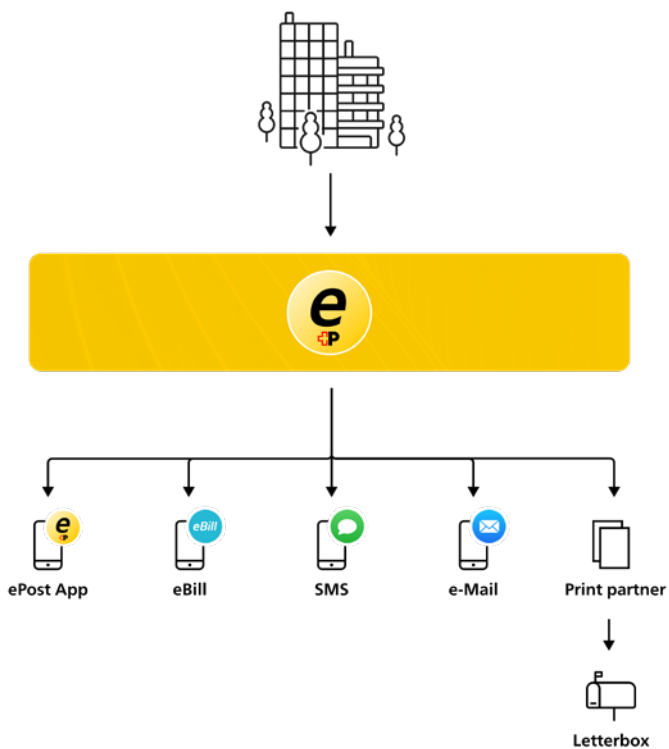 e
P
e
P
eBill
ePost App
eBill
SMS
e-Mail
Print partner
Letterbox